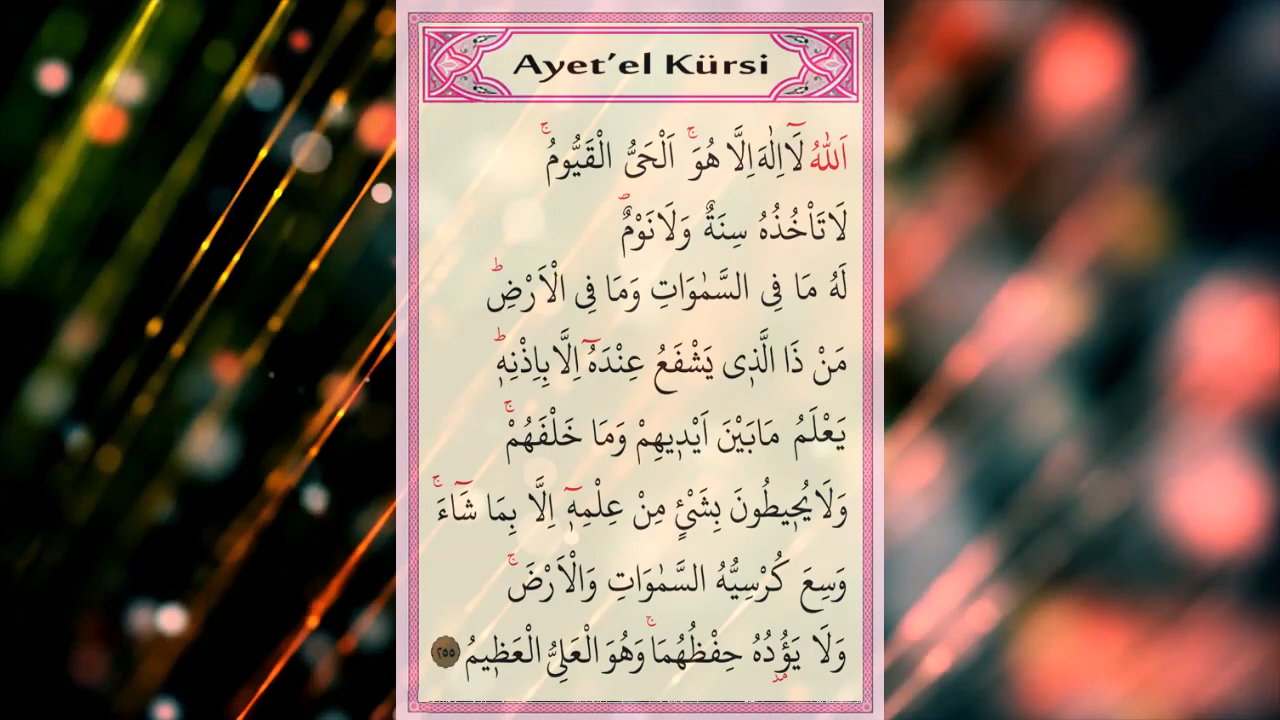 Ayet'el Kürsi
اَللّٰهُ لَٓا اِلٰهَ اِلَّا هُوَۚ اَلْحَىُّ الْقَيُّومُۚ
لَا تَاْخُذُهُ سِنَةٌ وَلَا نَوْمٌۜ
لَهُ مَا فِى السَّمٰوَاتِ وَمَا فِى الْاَرْضِؕ
مَنْ ذَا الَّذٖى يَشْفَعُ عِنْدَهُٓ اِلَّا بِاِذْنِهٖؕ
يَعْلَمُ مَا بَيْنَ اَيْدٖيهِمْ وَمَا خَلْفَهُمْۚ
وَلَا يُحٖيطُونَ بِشَىْءٍ مِنْ عِلْمِهٖٓ اِلَّا بِمَا شَٓاءَۚ
وَسِعَ كُرْسِيُّهُ السَّمٰوَاتِ وَالْاَرْضَۚ
وَلَا يَؤُدُهُ حِفْظُهُمَاۚ وَهُوَ الْعَلِىُّ الْعَظٖيمُ ٢٥٥